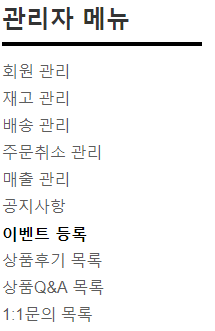 관리자 메뉴
회원 관리
재고 관리
배송 관리
주문취소 관리
매출 관리
공지사항
이벤트 등록
상품후기 목록
상품Q&A 목록
1:1문의 목록